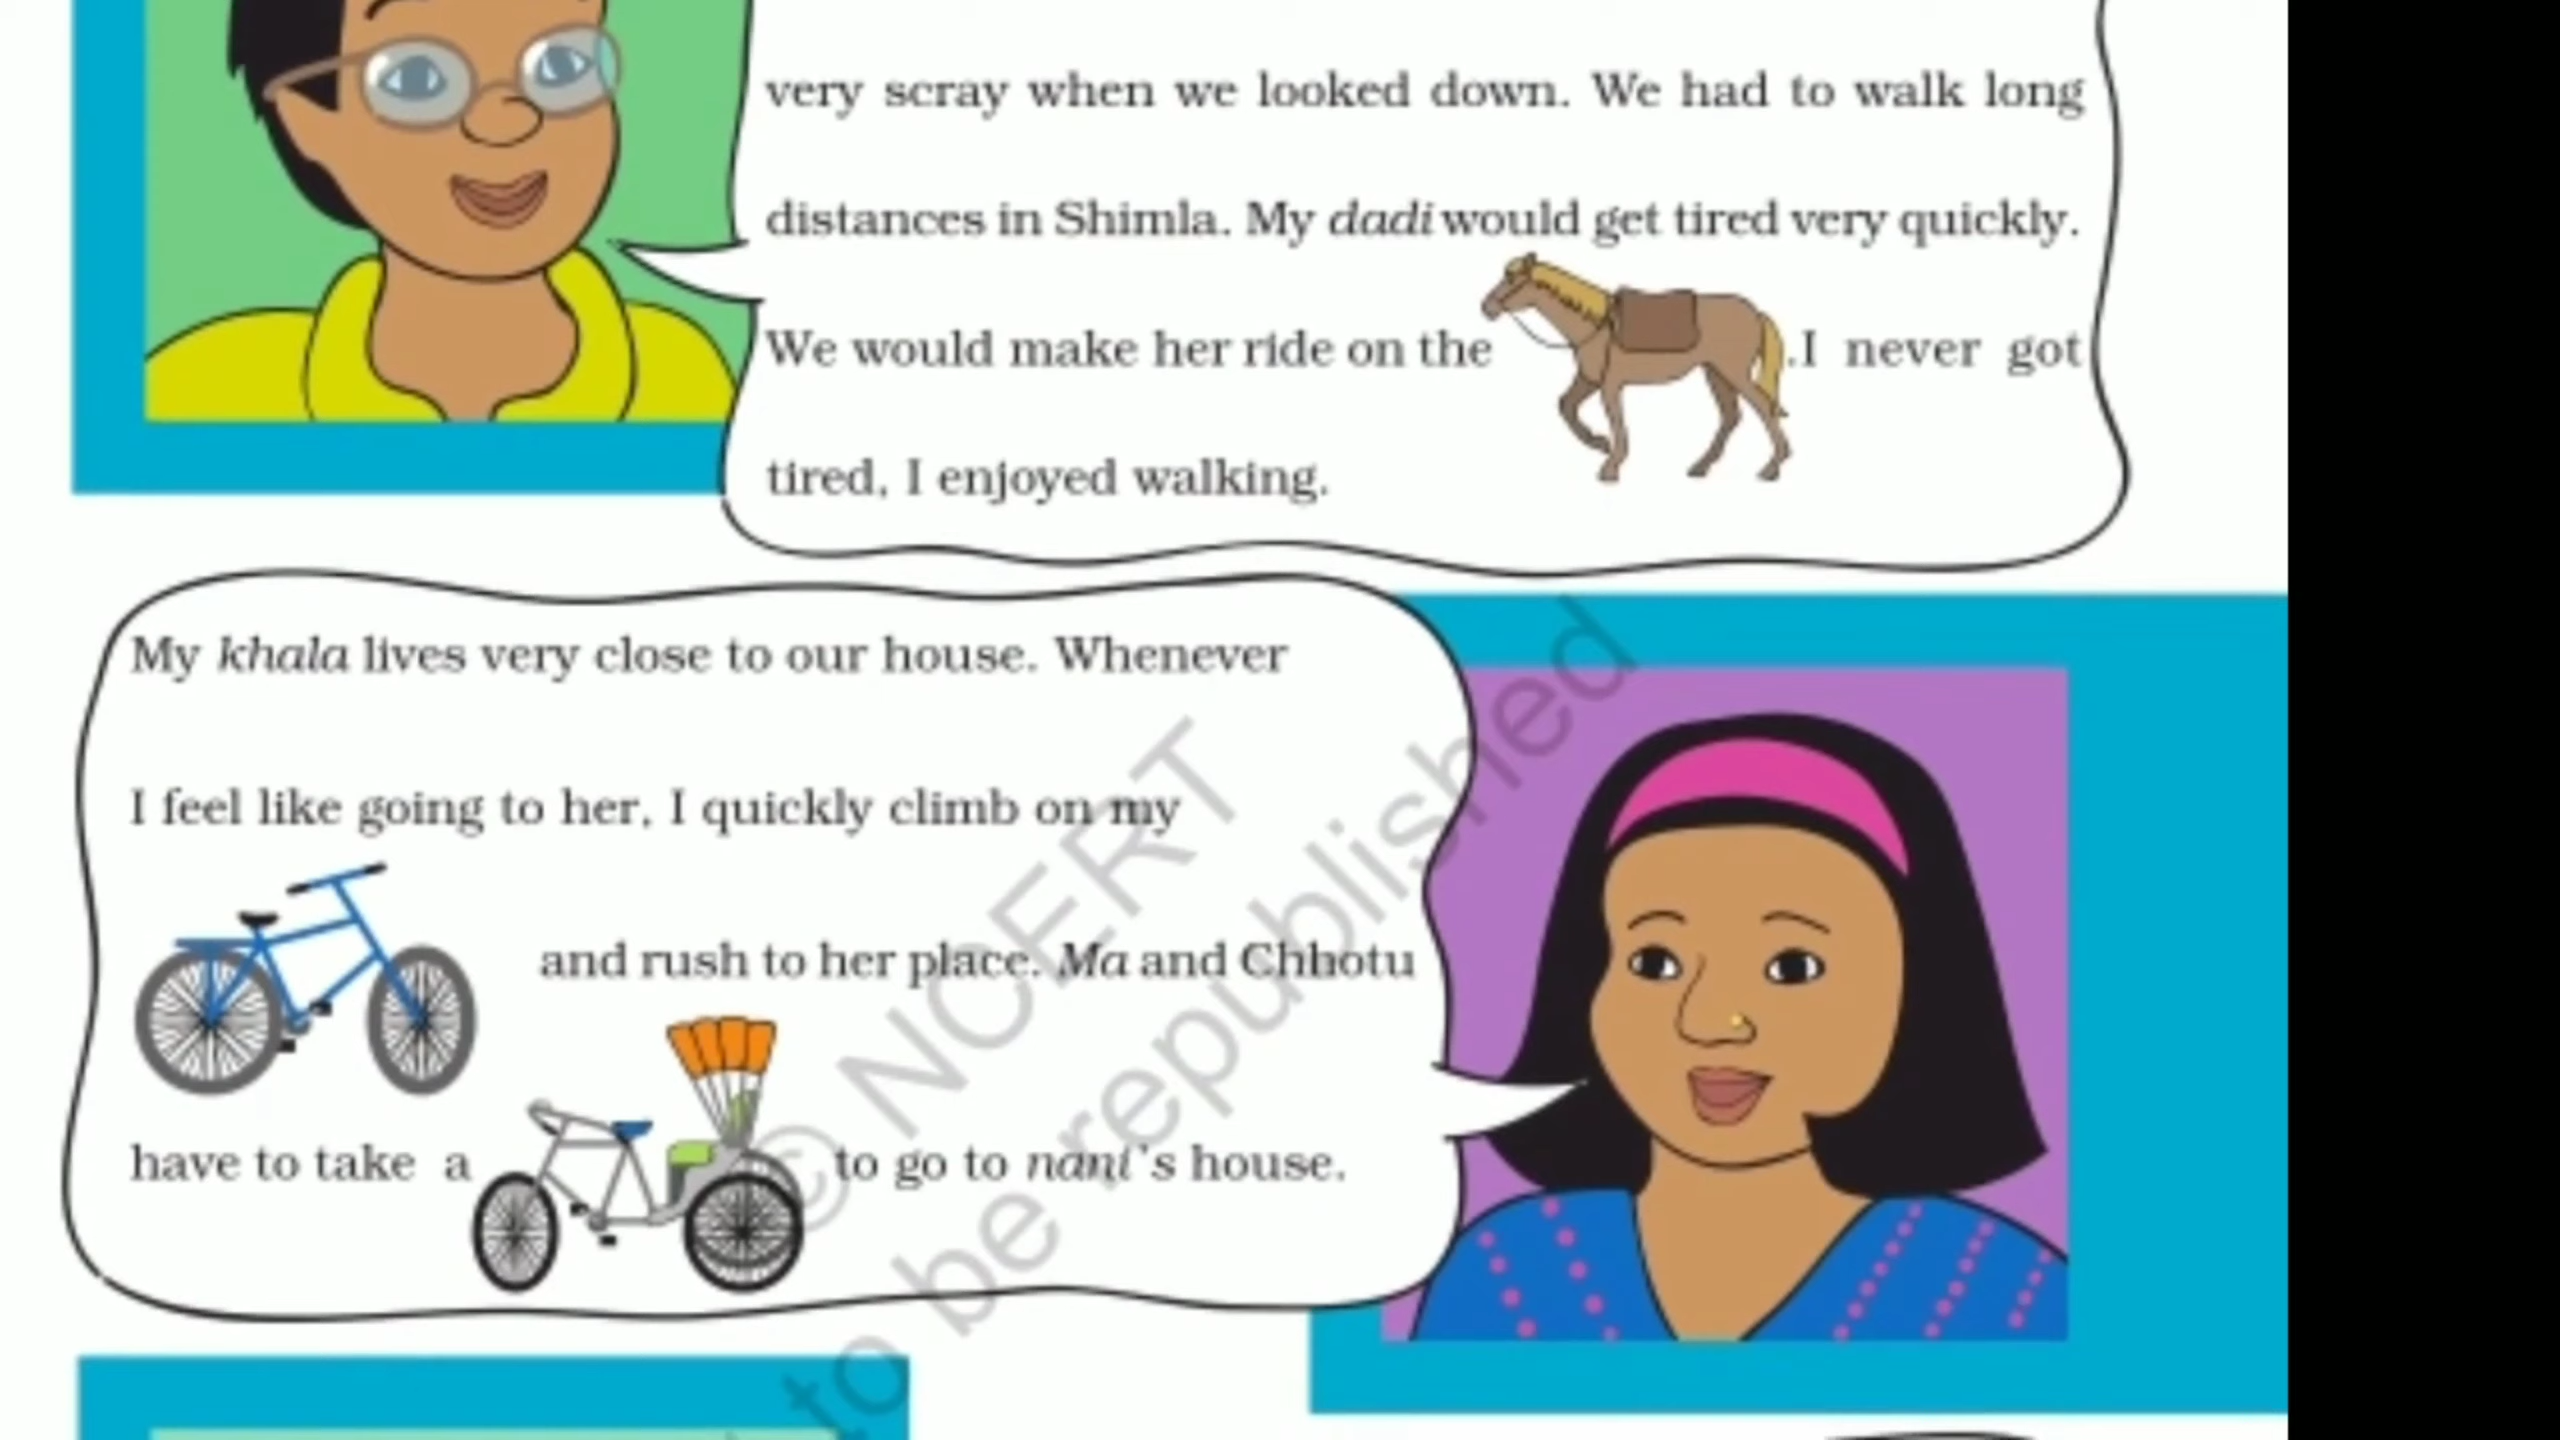 very scray when we looked down. We had to walk long
distances in Shimla. My dadi would get tired very quickly.
We would make her ride on the .I never got
tired, I enjoyed walking.
My khala lives very close to our house. Whenever
I feel like going to her, I quickly climb on my
and rush to her place. Ma and Chhotu
have to take a to go to nani's house.
© NCERT
to be republished